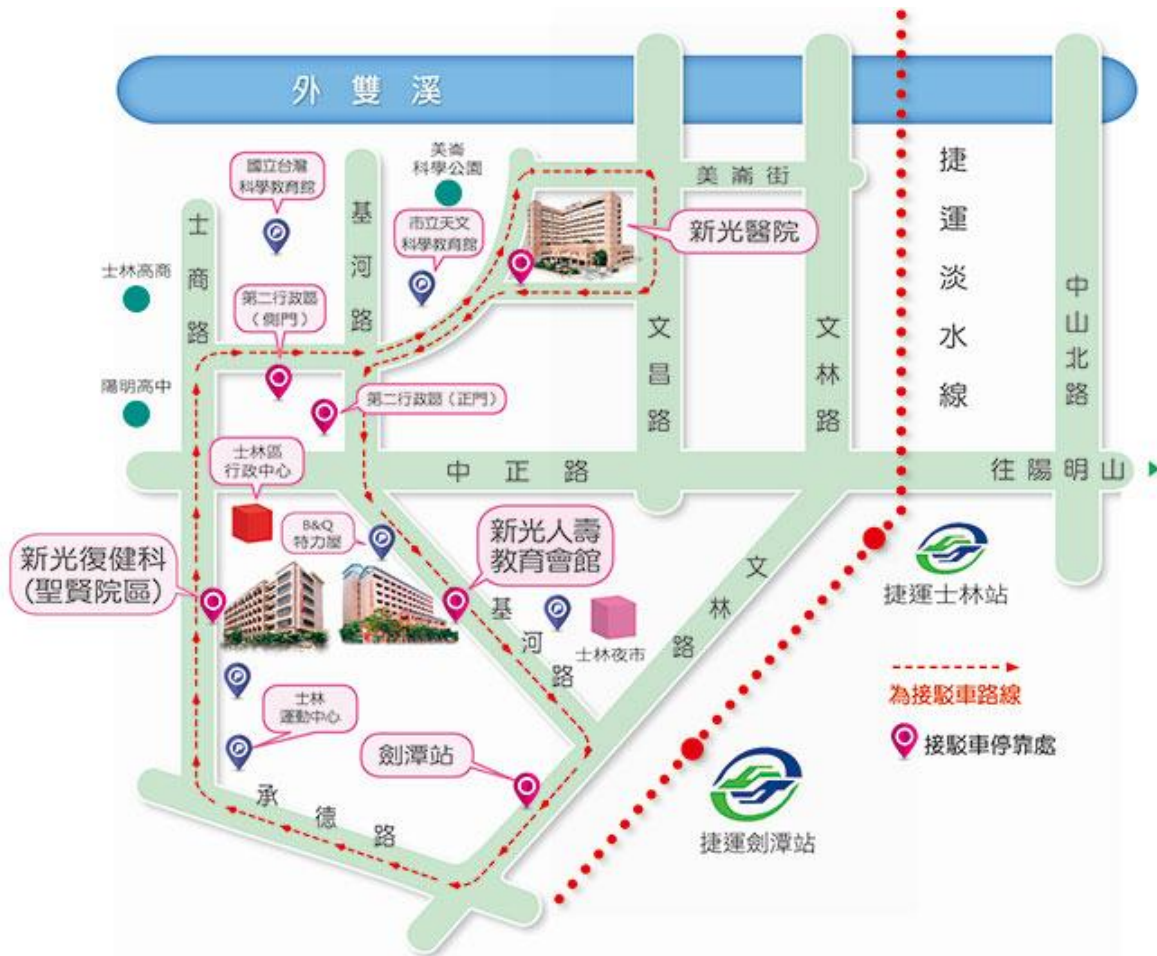 外雙溪
國立台灣
科學教育館
美崙
科學公園
市立天文
科學教育館
美崙街
新光醫院
捷運淡水線
中山北路
士商路
基河路
士林高商
第二行政區
(側門)
文昌路
文林路
陽明高中
第二行政區(正門)
士林區
行政中心
中正路
往陽明山
B&Q
特力屋
新光人壽
教育會館
新光復健科
(聖賢院區)
基河路
士林夜市
文林路
捷運士林站
士林
運動中心
為接駁車路線
劍潭站
接駁車停靠處
承德路
捷運劍潭站